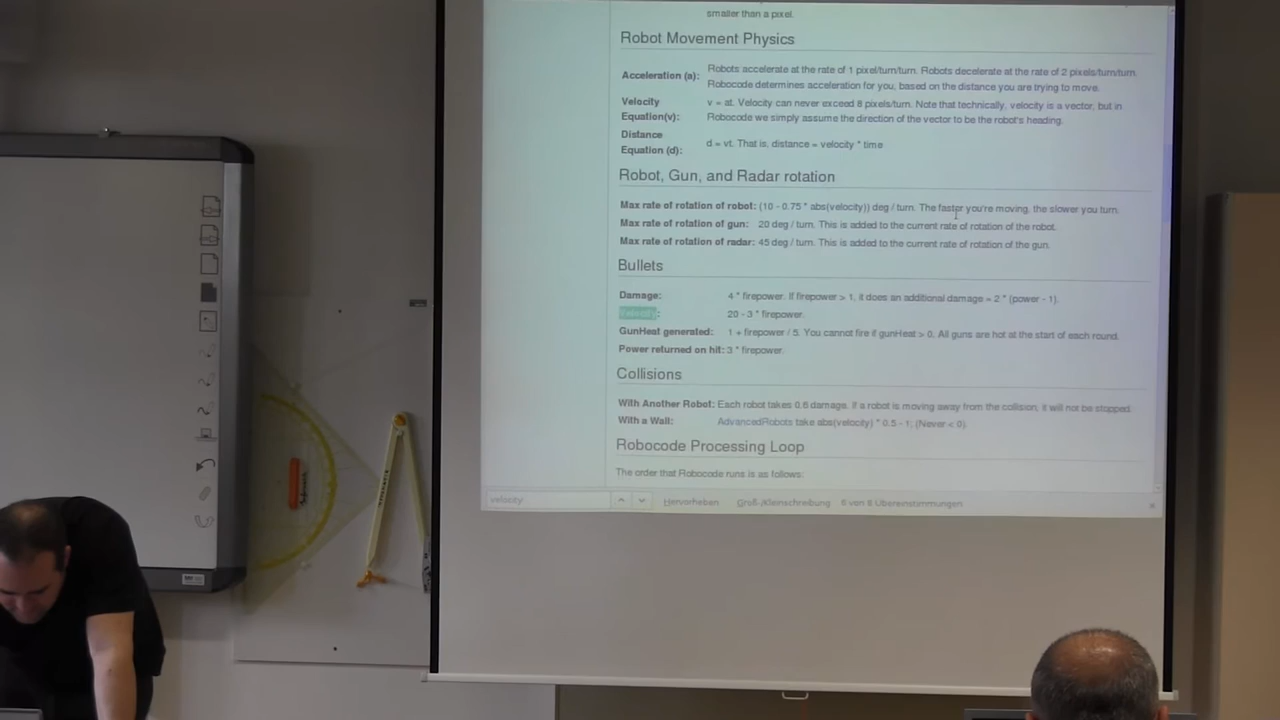 smaller than a pixel.
Robot Movement Physics
Acceleration (a): Robots accelerate at the rate of 1 pixel/turn/turn. Robots decelerate at the rate of 2 pixels/turn/turn.
Robocode determines acceleration for you, based on the distance you are trying to move.
Velocity Equation(v): v = at. Velocity can never exceed 8 pixels/turn. Note that technically, velocity is a vector, but in
Robocode we simply assume the direction of the vector to be the robot's heading.
Distance Equation (d): d = vt. That is, distance = velocity * time
Robot, Gun, and Radar rotation
Max rate of rotation of robot: (10 - 0.75 * abs(velocity)) deg / turn. The faster you're moving, the slower you turn.
Max rate of rotation of gun: 20 deg / turn. This is added to the current rate of rotation of the robot.
Max rate of rotation of radar: 45 deg / turn. This is added to the current rate of rotation of the gun.
Bullets
Damage: 4 * firepower. If firepower > 1, it does an additional damage = 2 * (power - 1).
Velocity: 20 - 3 * firepower.
GunHeat generated: 1 + firepower / 5. You cannot fire if gunHeat > 0. All guns are hot at the start of each round.
Power returned on hit: 3 * firepower.
Collisions
With Another Robot: Each robot takes 0.6 damage. If a robot is moving away from the collision, it will not be stopped.
With a Wall: AdvancedRobots take abs(velocity) * 0.5 - 1; (Never < 0).
Robocode Processing Loop
The order that Robocode runs is as follows:
velocity Hervorheben Groß-/Kleinschreibung 6 von 8 Übereinstimmungen